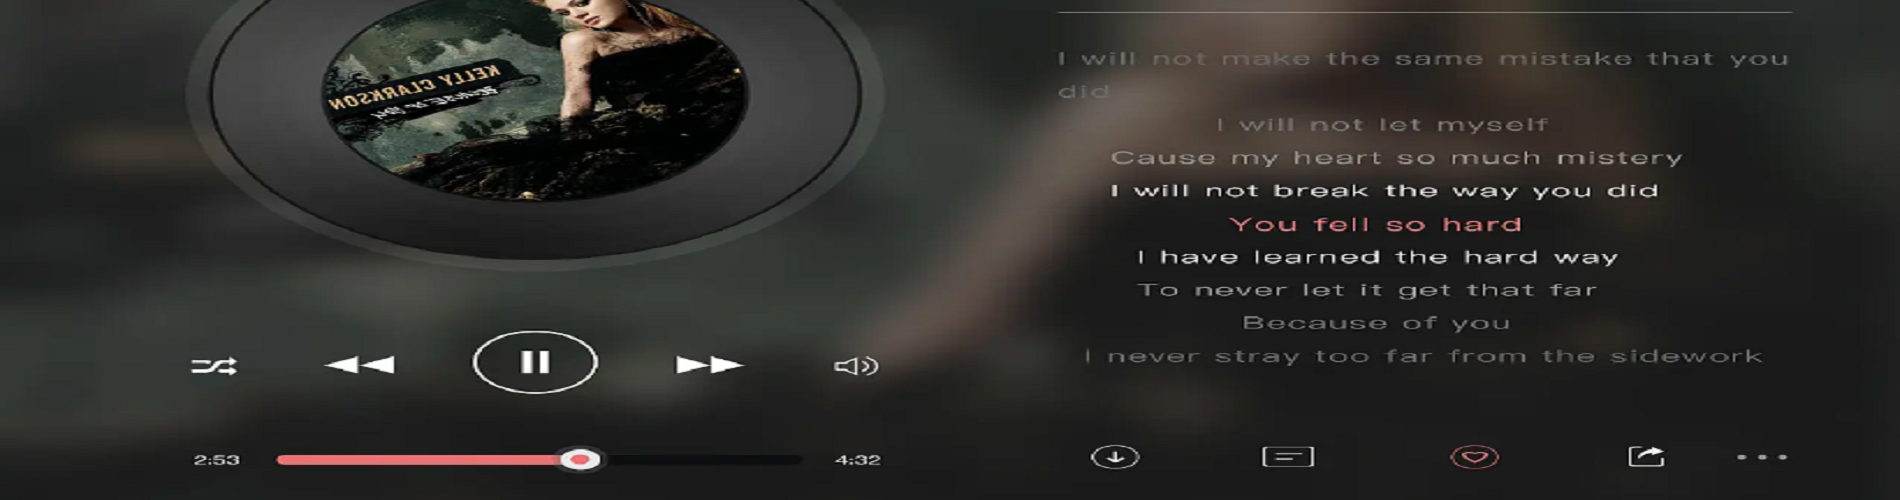 KELLY CLARKSON
I will not make the same mistake that you
did
I will not let myself
Cause my heart so much mistery
I will not break the way you did
You fell so hard
I have learned the hard way
To never let it get that far
Because of you
I never stray too far from the sidework
2:53
4:32